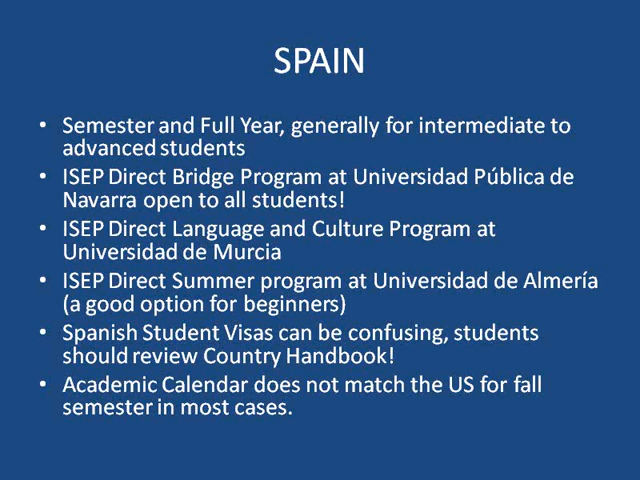 SPAIN
• Semester and Full Year, generally for intermediate to
advanced students
• ISEP Direct Bridge Program at Universidad Pública de
Navarra open to all students!
• ISEP Direct Language and Culture Program at
Universidad de Murcia
• ISEP Direct Summer program at Universidad de Almería
(a good option for beginners)
• Spanish Student Visas can be confusing, students
should review Country Handbook!
• Academic Calendar does not match the US for fall
semester in most cases.